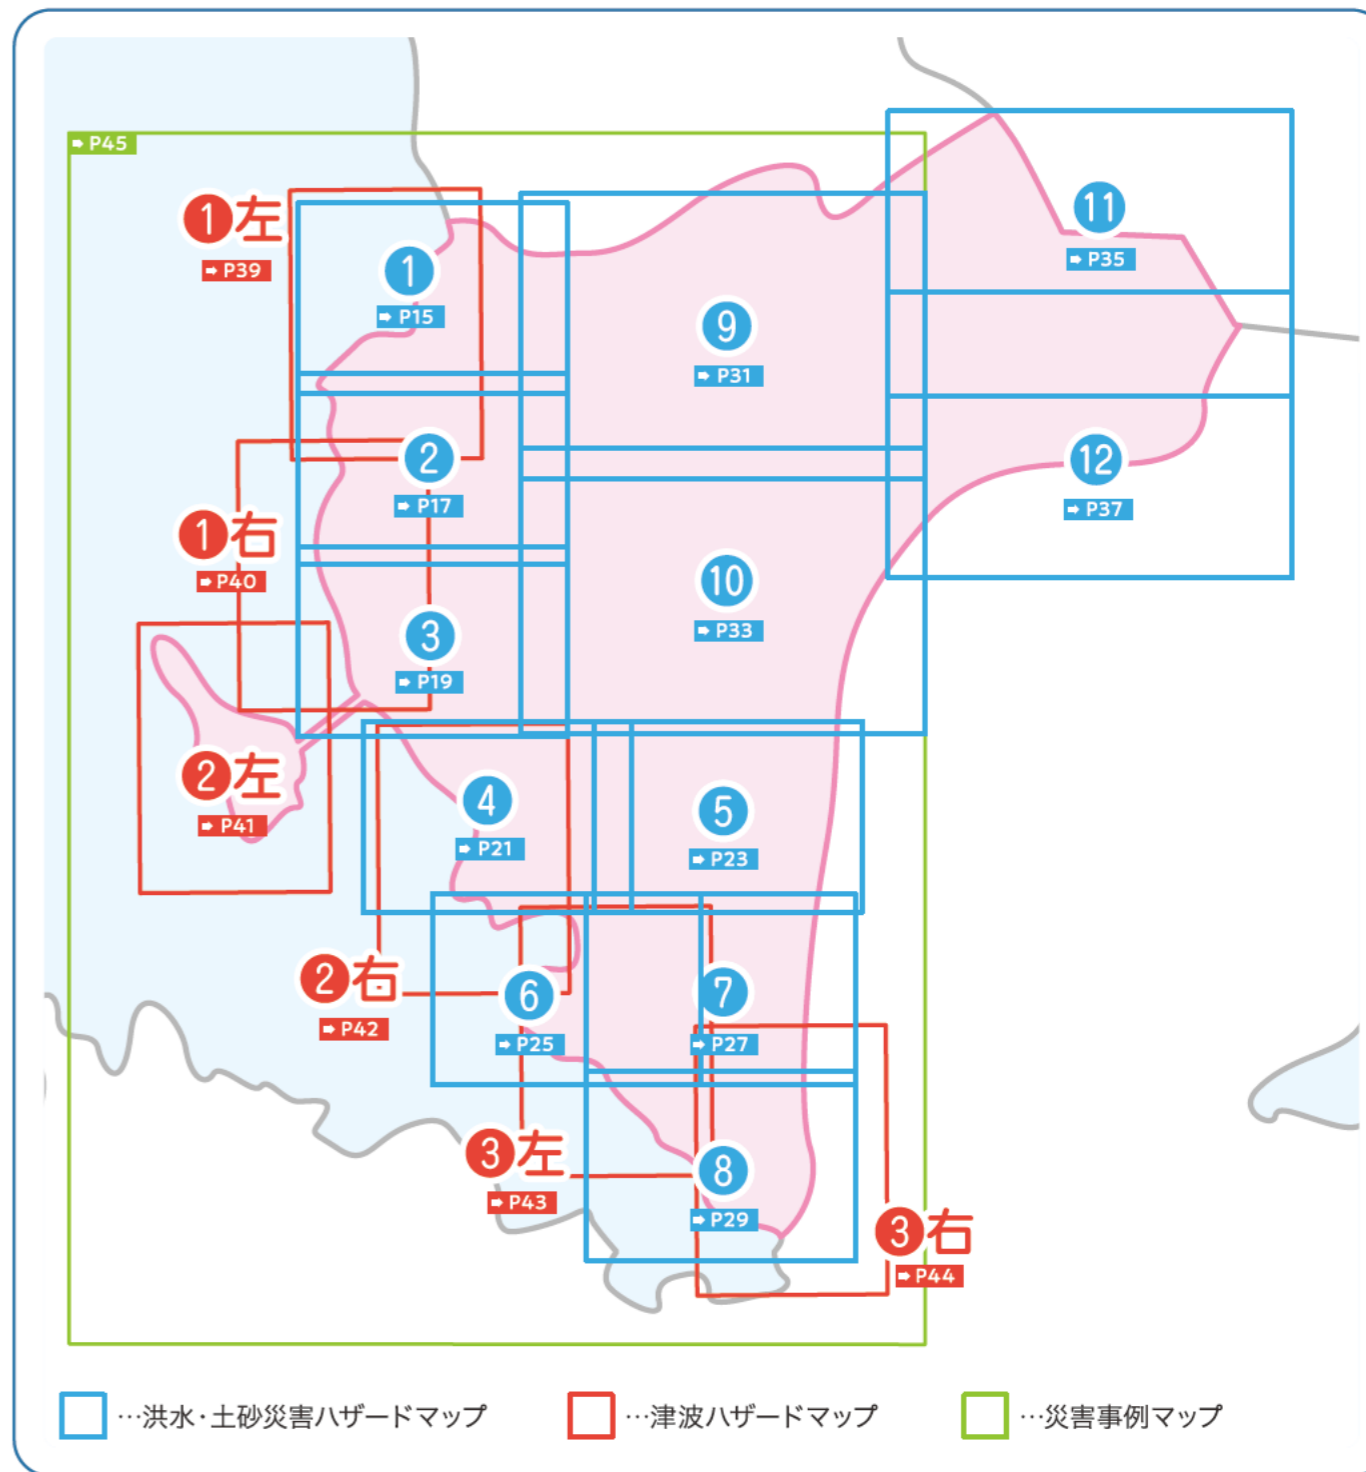 ➡ P45
❶左
➡ P39
①
➡ P15
⑪
➡ P35
⑨
➡ P31
②
➡ P17
⑫
➡ P37
❶右
➡ P40
⑩
➡ P33
③
➡ P19
❷左
➡ P41
④
➡ P21
⑤
➡ P23
❷右
➡ P42
⑥
➡ P25
⑦
➡ P27
❸左
➡ P43
⑧
➡ P29
❸右
➡ P44
…洪水・土砂災害ハザードマップ
…津波ハザードマップ
…災害事例マップ